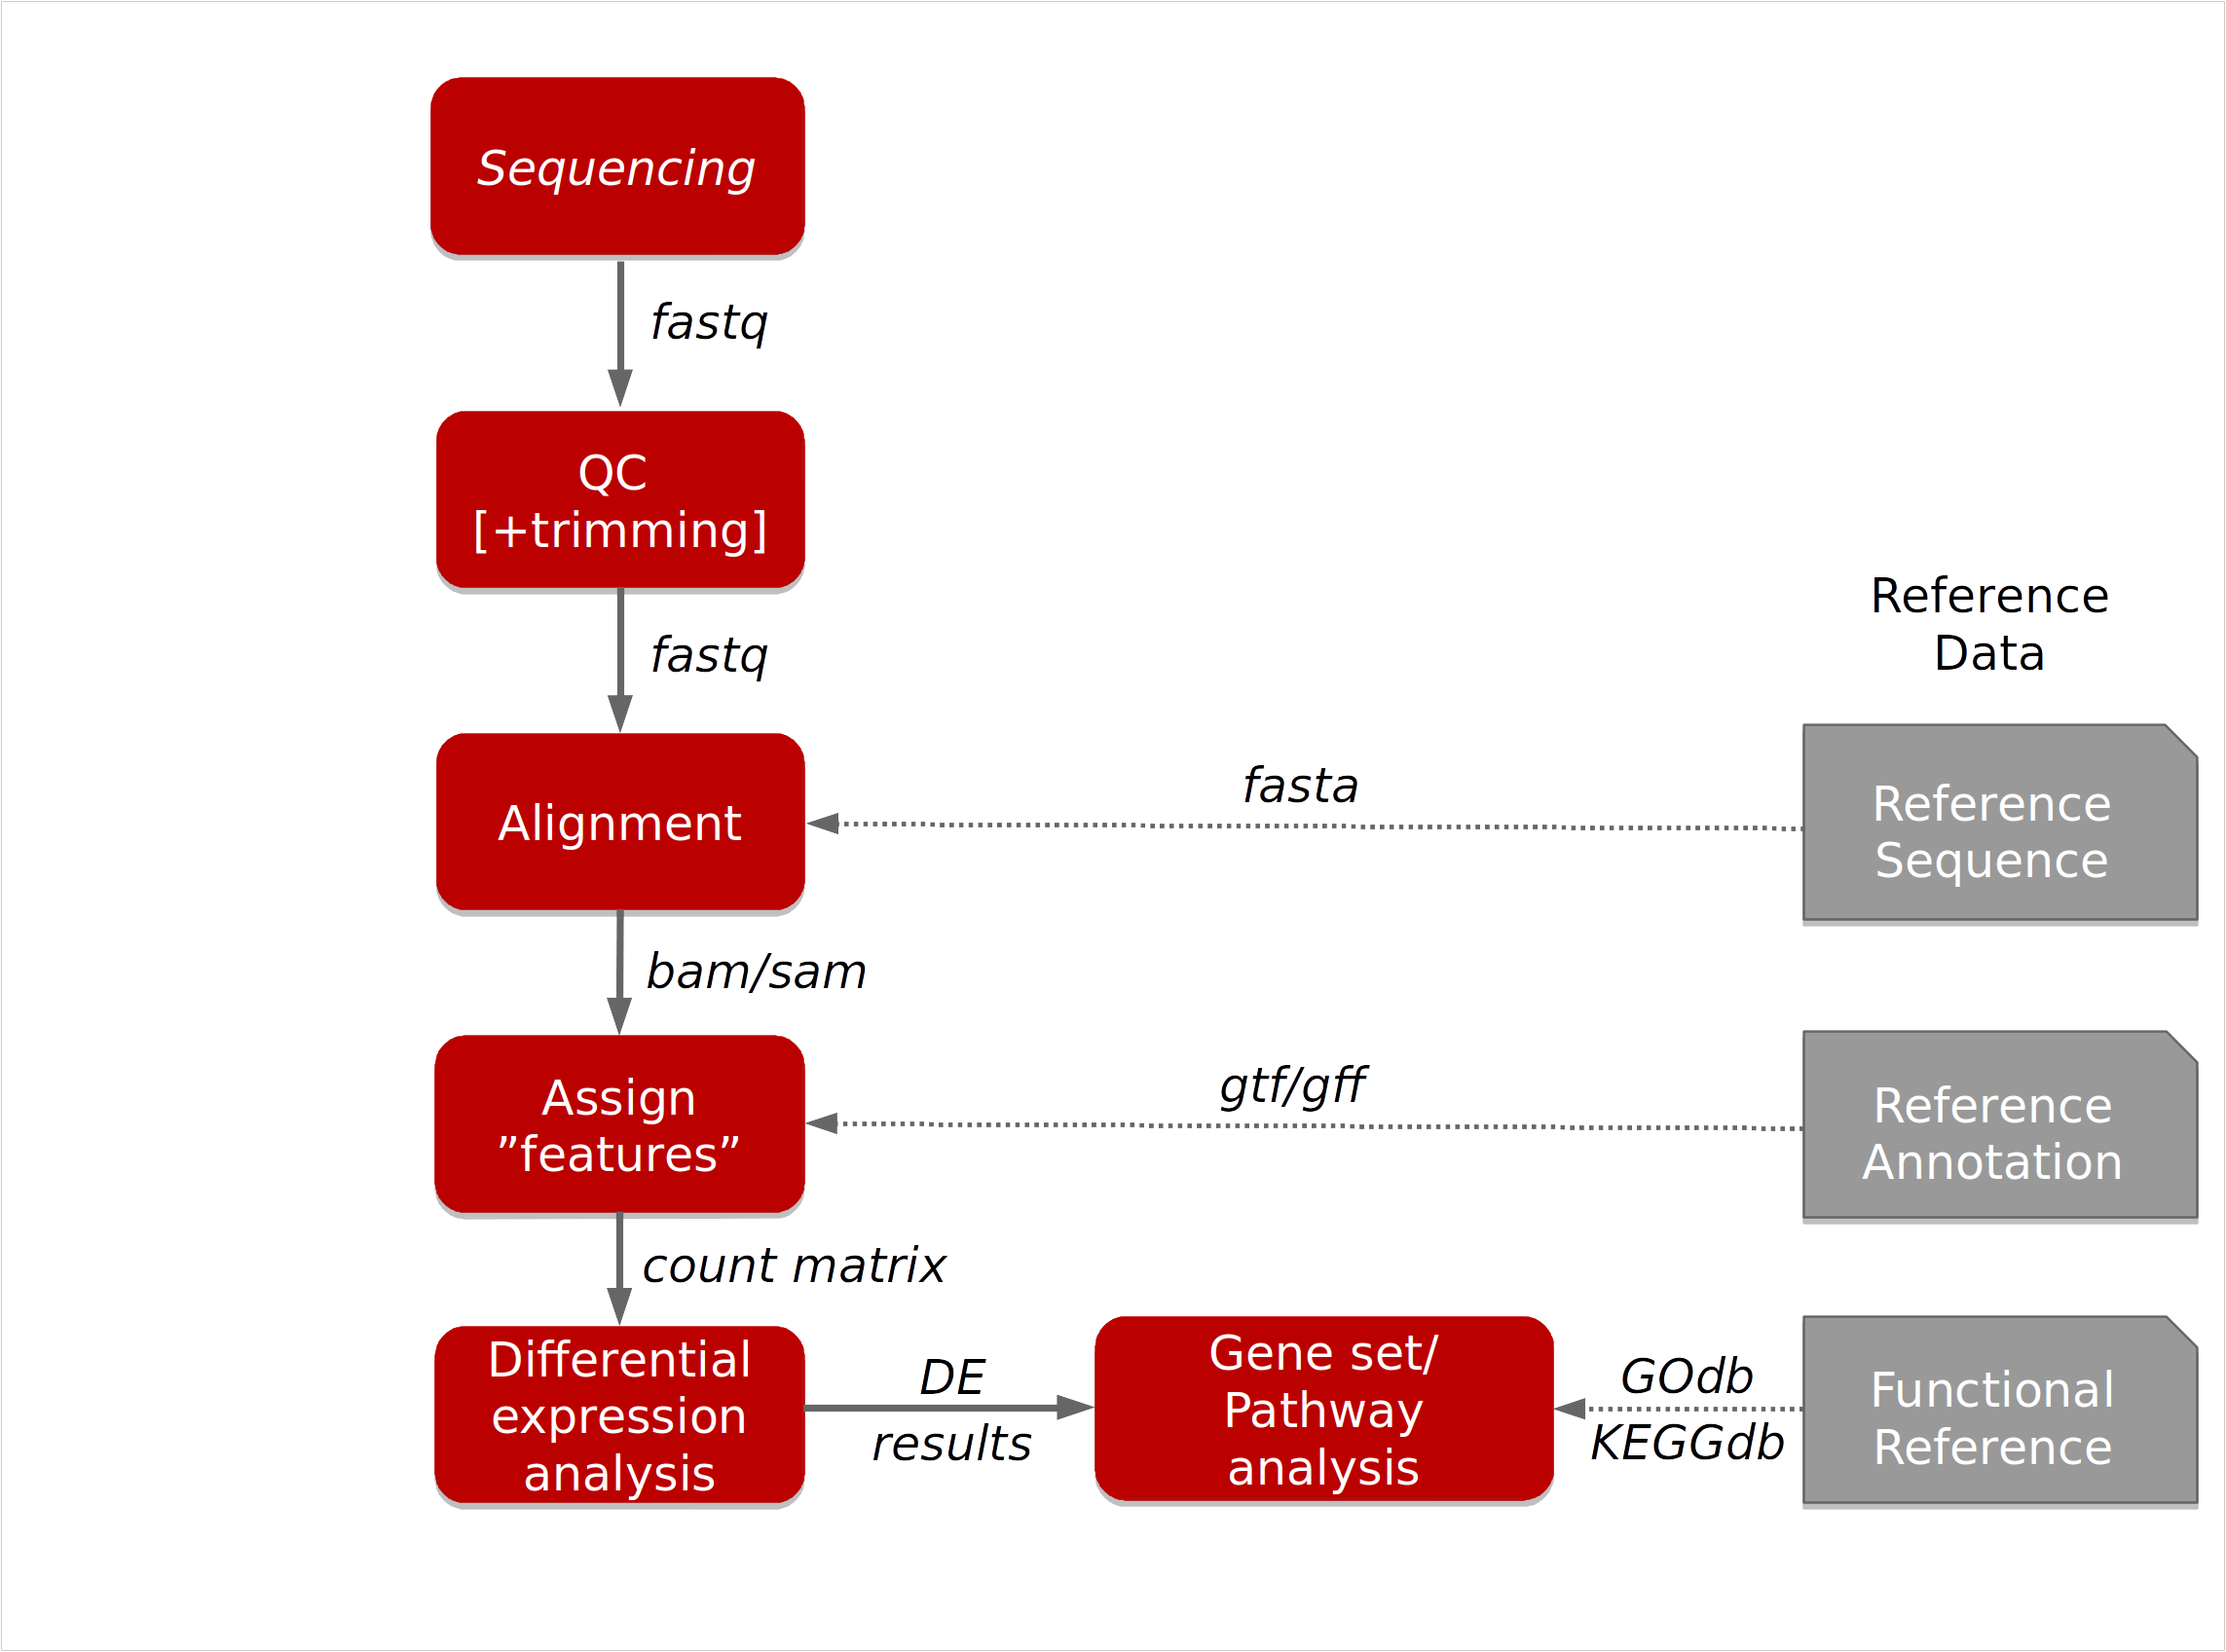 Sequencing
fastq
QC
[+trimming]
fastq
Reference
Data
Alignment
fasta
Reference
Sequence
bam/sam
Assign
”features”
gtf/gff
Reference
Annotation
count matrix
Differential
expression
analysis
DE
results
Gene set/
Pathway
analysis
GOdb
KEGGdb
Functional
Reference